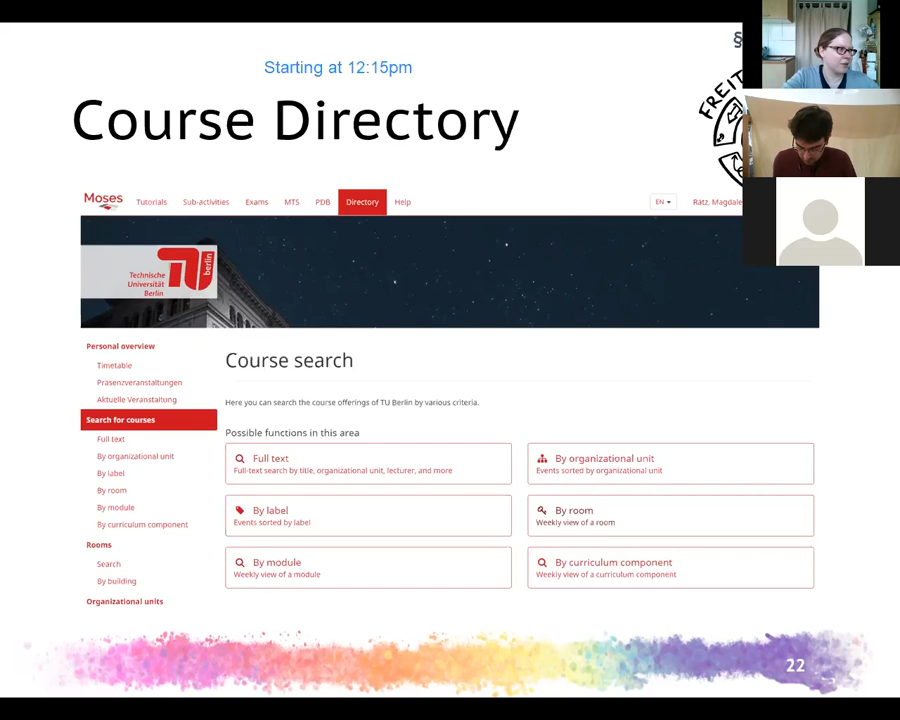 §
Starting at 12:15pm
Course Directory
FREIT
Moses Tutorials Sub-activities Exams MTS PDB Directory Help EN Rätz, Magdale
Technische
Universität
Berlin
berlin
Personal overview
Timetable
Präsenzveranstaltungen
Aktuelle Veranstaltung
Search for courses
Full text
By organizational unit
By label
By room
By module
By curriculum component
Rooms
Search
By building
Organizational units
Course search
Here you can search the course offerings of TU Berlin by various criteria.
Possible functions in this area
Full text
Full-text search by title, organizational unit, lecturer, and more
By organizational unit
Events sorted by organizational unit
By label
Events sorted by label
By room
Weekly view of a room
By module
Weekly view of a module
By curriculum component
Weekly view of a curriculum component
22